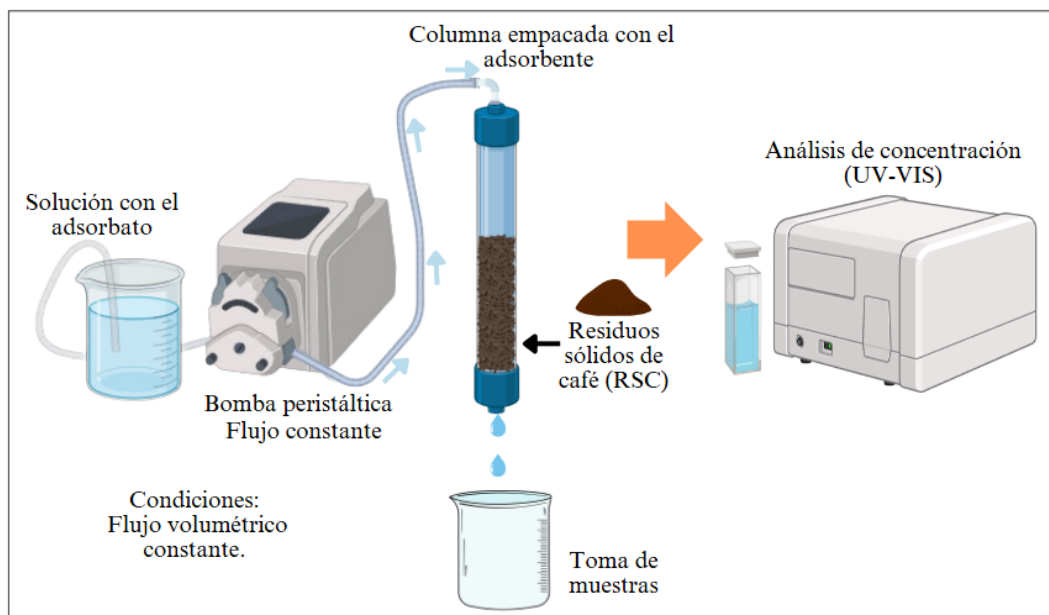 Columna empacada con el
adsorbente
Análisis de concentración
(UV-VIS)
Solución con el
adsorbato
Residuos
sólidos de
café (RSC)
Bomba peristáltica
Flujo constante
Condiciones:
Flujo volumétrico
constante.
Toma de
muestras